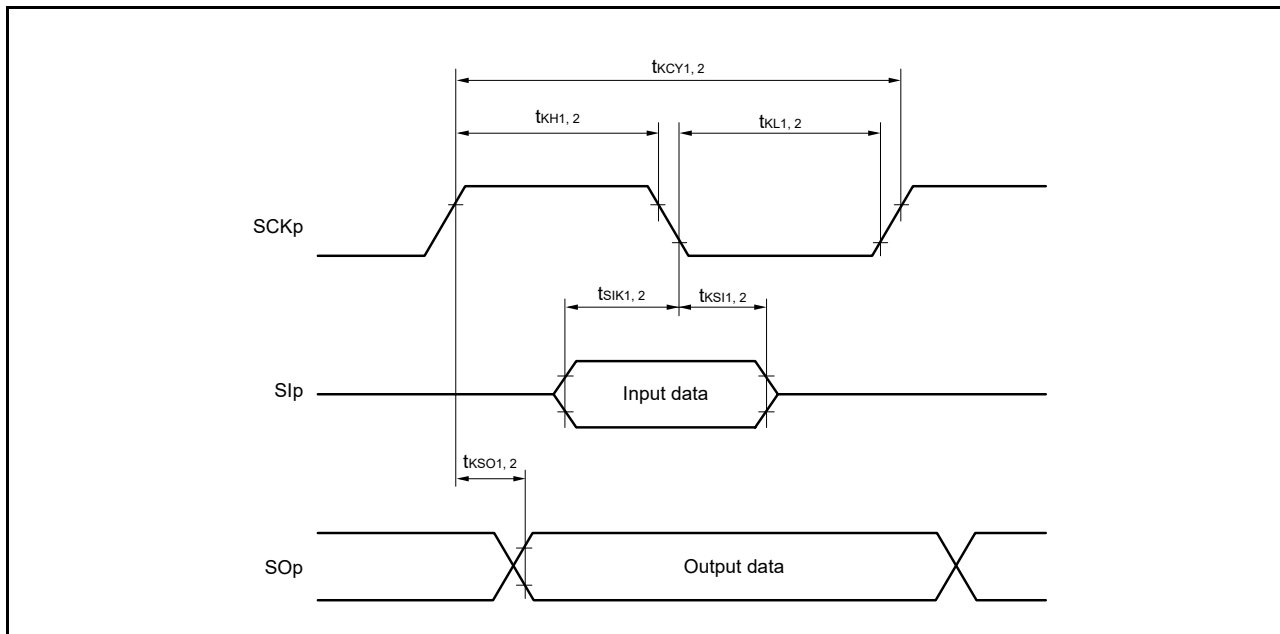 tKCY1, 2
tKH1, 2
tKL1, 2
SCKp
tSIK1, 2
tKSI1, 2
SIp
Input data
tKSO1, 2
SOp
Output data